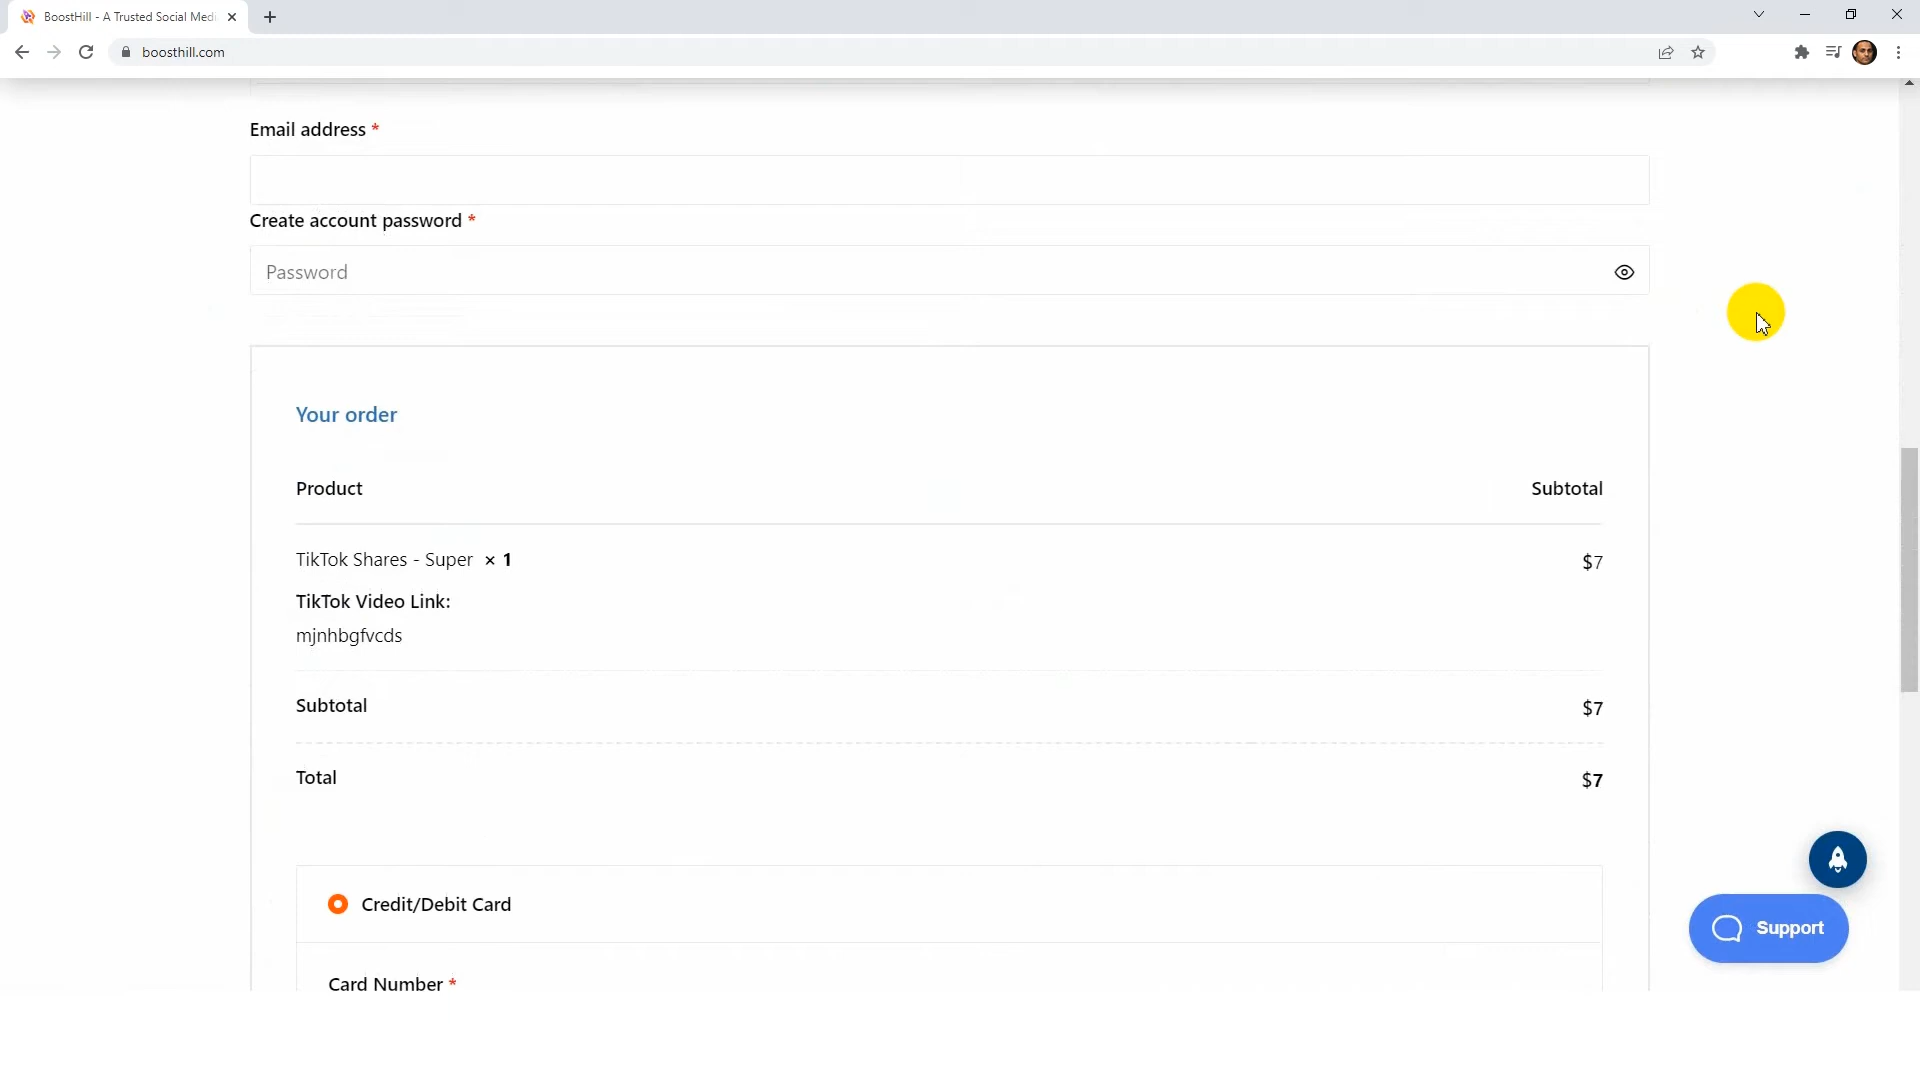 BoostHill - A Trusted Social Medi
boosthill.com
Email address *
Create account password *
Password
Your order
Product Subtotal
TikTok Shares - Super × 1 $7
TikTok Video Link:
mjnhbgfvcds
Subtotal $7
Total $7
Credit/Debit Card
Support
Card Number *